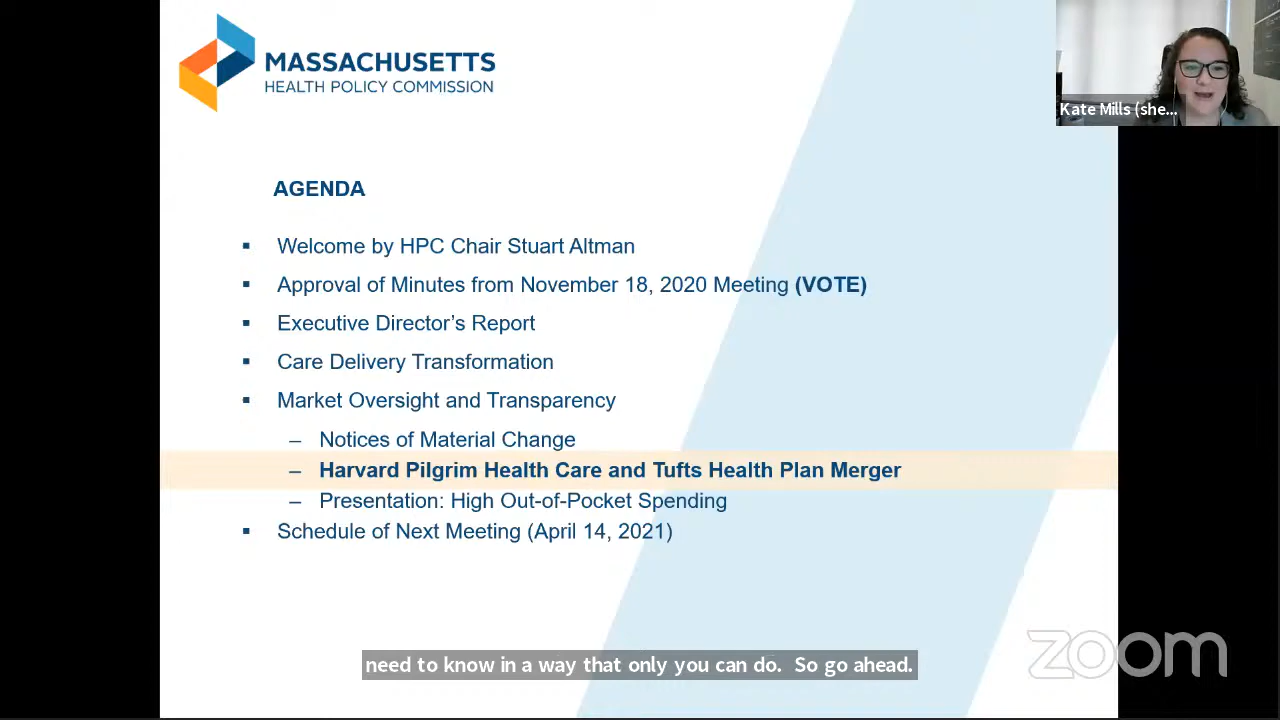 MASSACHUSETTS
HEALTH POLICY COMMISSION
Kate Mills (she...
AGENDA
▪ Welcome by HPC Chair Stuart Altman
▪ Approval of Minutes from November 18, 2020 Meeting (VOTE)
▪ Executive Director’s Report
▪ Care Delivery Transformation
▪ Market Oversight and Transparency
– Notices of Material Change
– Harvard Pilgrim Health Care and Tufts Health Plan Merger
– Presentation: High Out-of-Pocket Spending
▪ Schedule of Next Meeting (April 14, 2021)
need to know in a way that only you can do.  So go ahead.
zoom